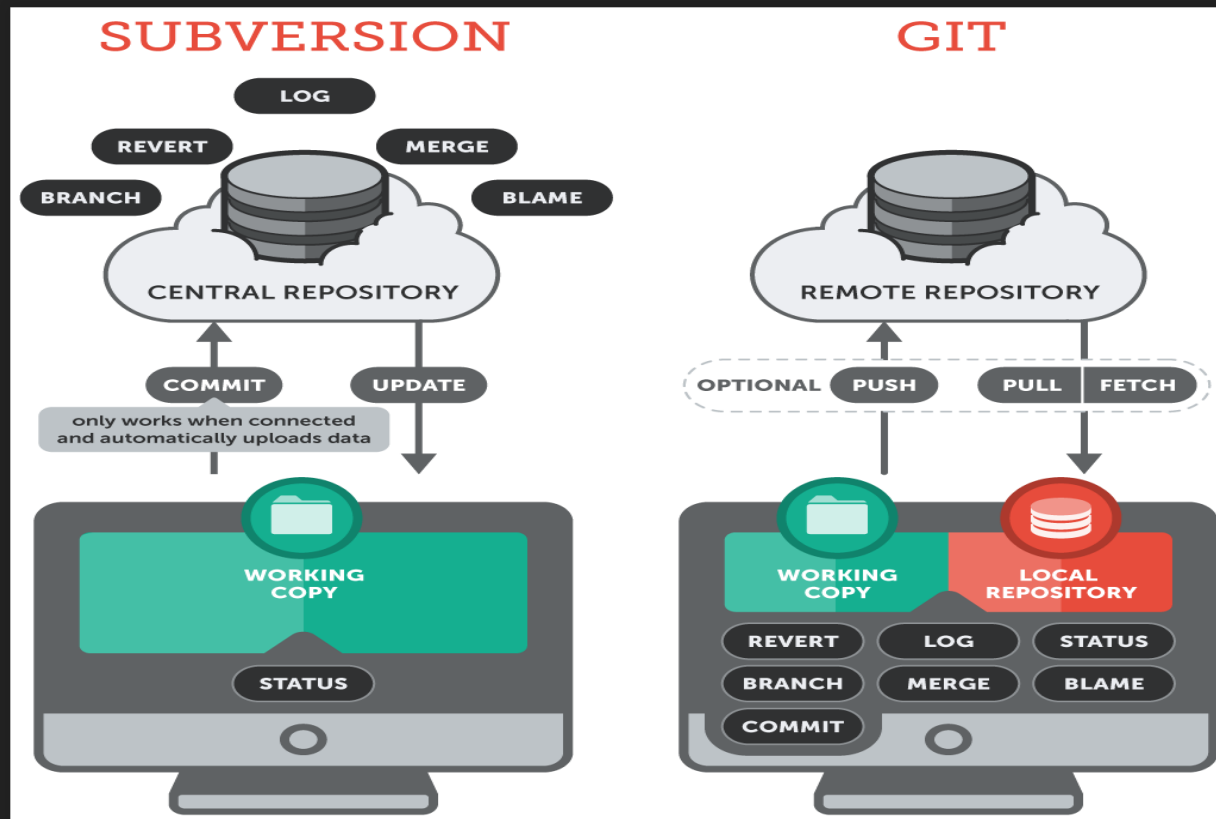 SUBVERSION
LOG
REVERT
MERGE
BRANCH
BLAME
CENTRAL REPOSITORY
COMMIT
UPDATE
only works when connected
and automatically uploads data
WORKING
COPY
STATUS
GIT
REMOTE REPOSITORY
OPTIONAL
PUSH
PULL
FETCH
WORKING
COPY
LOCAL
REPOSITORY
REVERT
LOG
STATUS
BRANCH
MERGE
BLAME
COMMIT